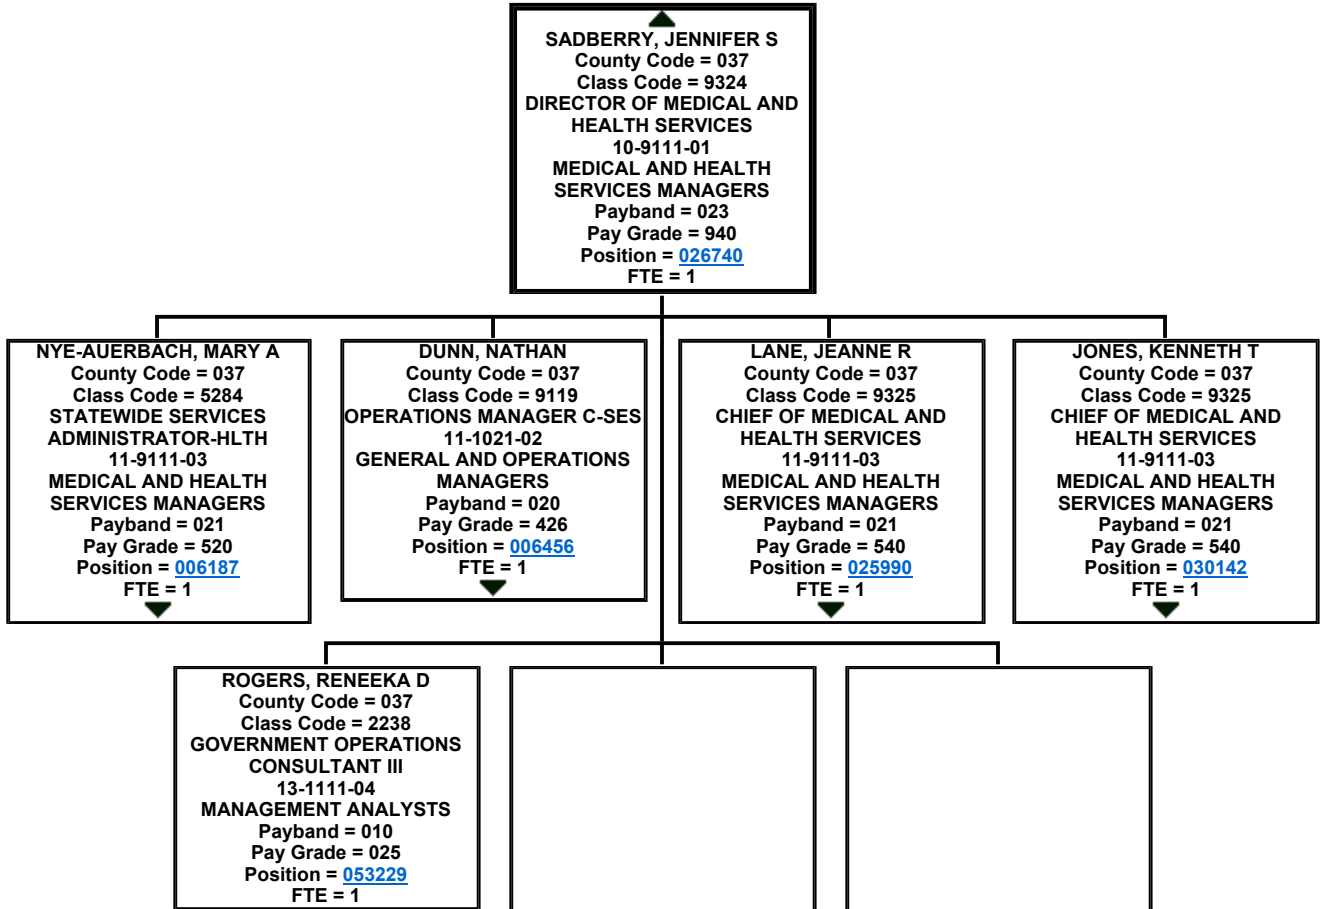 SADBERRY, JENNIFER S
County Code = 037
Class Code = 9324
DIRECTOR OF MEDICAL AND
HEALTH SERVICES
10-9111-01
MEDICAL AND HEALTH
SERVICES MANAGERS
Payband = 023
Pay Grade = 940
Position = 026740
FTE = 1
NYE-AUERBACH, MARY A
County Code = 037
Class Code = 5284
STATEWIDE SERVICES
ADMINISTRATOR-HLTH
11-9111-03
MEDICAL AND HEALTH
SERVICES MANAGERS
Payband = 021
Pay Grade = 520
Position = 006187
FTE = 1
DUNN, NATHAN
County Code = 037
Class Code = 9119
OPERATIONS MANAGER C-SES
11-1021-02
GENERAL AND OPERATIONS
MANAGERS
Payband = 020
Pay Grade = 426
Position = 006456
FTE = 1
LANE, JEANNE R
County Code = 037
Class Code = 9325
CHIEF OF MEDICAL AND
HEALTH SERVICES
11-9111-03
MEDICAL AND HEALTH
SERVICES MANAGERS
Payband = 021
Pay Grade = 540
Position = 025990
FTE = 1
JONES, KENNETH T
County Code = 037
Class Code = 9325
CHIEF OF MEDICAL AND
HEALTH SERVICES
11-9111-03
MEDICAL AND HEALTH
SERVICES MANAGERS
Payband = 021
Pay Grade = 540
Position = 030142
FTE = 1
ROGERS, RENEEKA D
County Code = 037
Class Code = 2238
GOVERNMENT OPERATIONS
CONSULTANT III
13-1111-04
MANAGEMENT ANALYSTS
Payband = 010
Pay Grade = 025
Position = 053229
FTE = 1